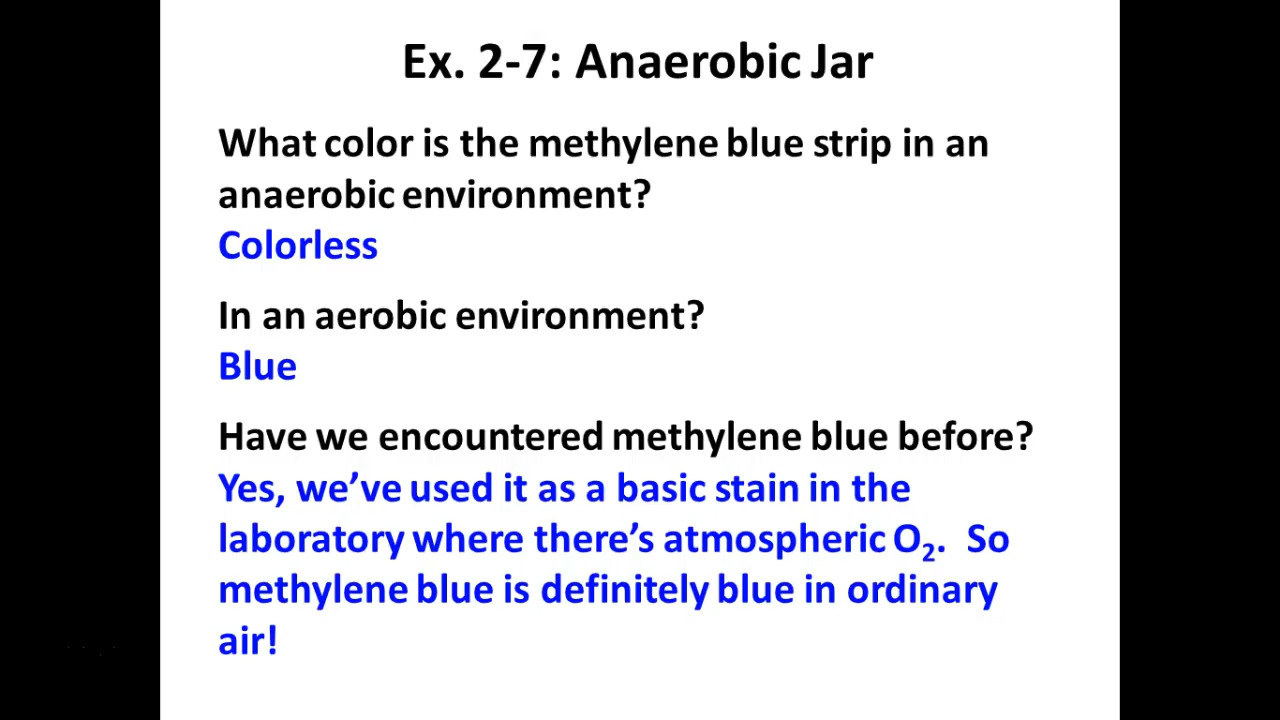 Ex. 2-7: Anaerobic Jar
What color is the methylene blue strip in an
anaerobic environment?
Colorless
In an aerobic environment?
Blue
Have we encountered methylene blue before?
Yes, we’ve used it as a basic stain in the
laboratory where there’s atmospheric O₂.  So
methylene blue is definitely blue in ordinary
air!